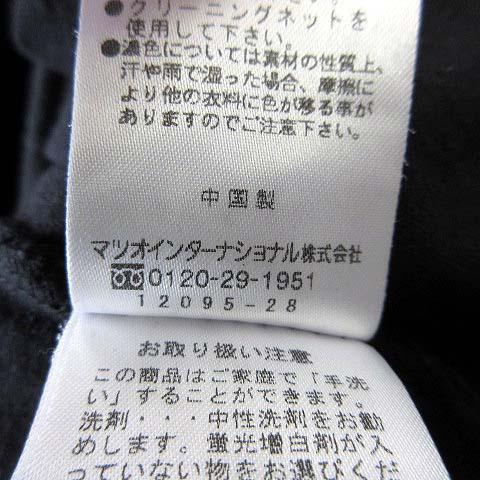 ●クリーニングネットを
使用して下さい。
●濃色については素材の性質上、
汗や雨で湿った場合、摩擦に
より他の衣料に色が移る事が
ありますのでご注意下さい。
中国製
マツオインターナショナル株式会社
0120-29-1951
12095-28
お取り扱い注意
この商品はご家庭で「手洗
い」することができます。
洗剤・・・中性洗剤をお勧
めします。蛍光増白剤が入
っていない物をお選びくだ